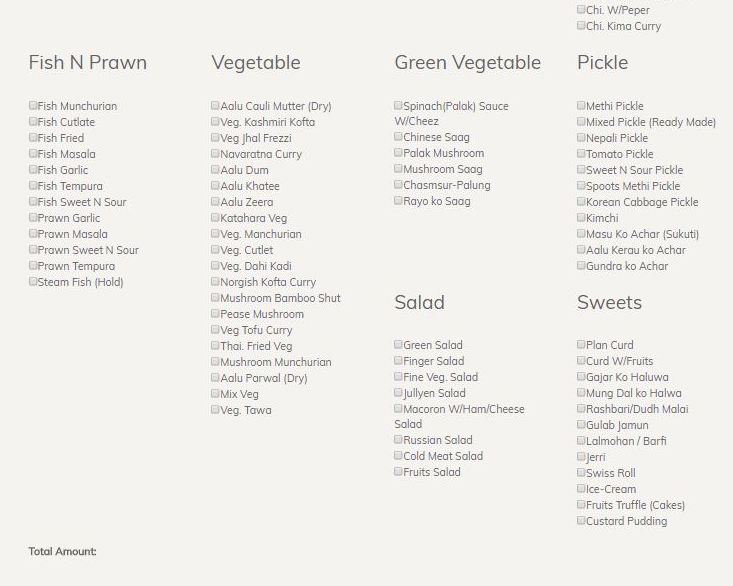 Chi. W/Peper
Chi. Kima Curry
Fish N Prawn
Fish Munchurian
Fish Cutlate
Fish Fried
Fish Masala
Fish Garlic
Fish Tempura
Fish Sweet N Sour
Prawn Garlic
Prawn Masala
Prawn Sweet N Sour
Prawn Tempura
Steam Fish (Hold)
Vegetable
Aalu Cauli Mutter (Dry)
Veg. Kashmiri Kofta
Veg Jhal Frezzi
Navaratna Curry
Aalu Dum
Aalu Khatee
Aalu Zeera
Katahara Veg
Veg. Manchurian
Veg. Cutlet
Veg. Dahi Kadi
Norgish Kofta Curry
Mushroom Bamboo Shut
Pease Mushroom
Veg Tofu Curry
Thai. Fried Veg
Mushroom Munchurian
Aalu Parwal (Dry)
Mix Veg
Veg. Tawa
Green Vegetable
Spinach(Palak) Sauce
W/Cheez
Chinese Saag
Palak Mushroom
Mushroom Saag
Chasmsur-Palung
Rayo ko Saag
Salad
Green Salad
Finger Salad
Fine Veg. Salad
Jullyen Salad
Macoron W/Ham/Cheese
Salad
Russian Salad
Cold Meat Salad
Fruits Salad
Pickle
Methi Pickle
Mixed Pickle (Ready Made)
Nepali Pickle
Tomato Pickle
Sweet N Sour Pickle
Spoots Methi Pickle
Korean Cabbage Pickle
Kimchi
Masu Ko Achar (Sukuti)
Aalu Kerau ko Achar
Gundra ko Achar
Sweets
Plan Curd
Curd W/Fruits
Gajar Ko Haluwa
Mung Dal ko Halwa
Rashbari/Dudh Malai
Gulab Jamun
Lalmohan / Barfi
Jerri
Swiss Roll
Ice-Cream
Fruits Truffle (Cakes)
Custard Pudding
Total Amount: